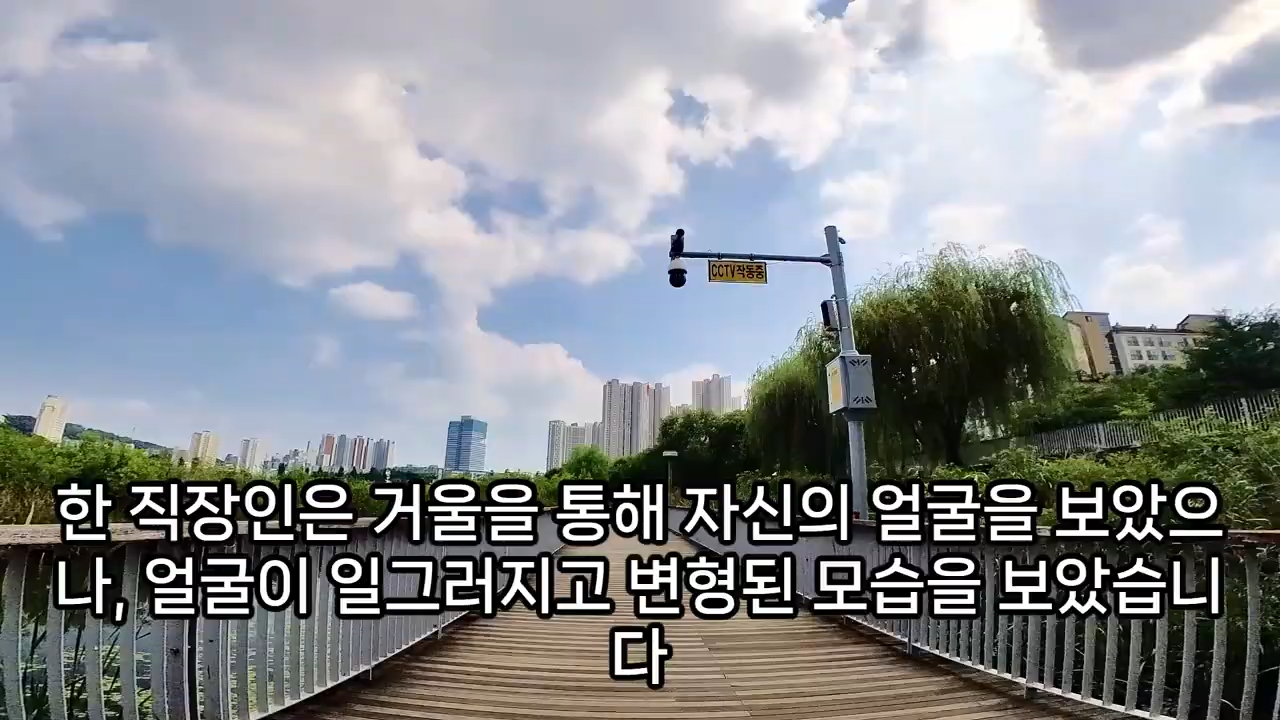 CCTV작동중
한 직장인은 거울을 통해 자신의 얼굴을 보았으
나, 얼굴이 일그러지고 변형된 모습을 보았습니
다